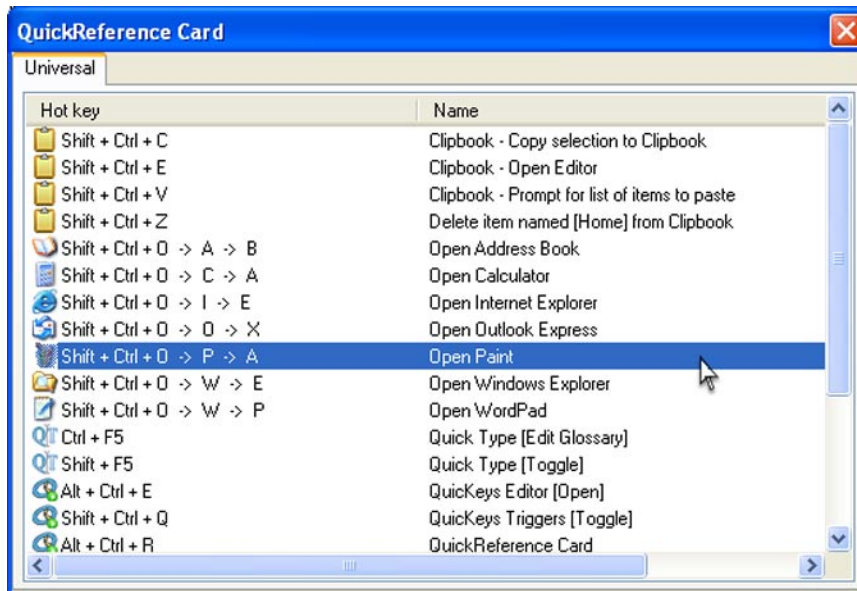 QuickReference Card
Universal
Hot key Name
Shift + Ctrl + C Clipbook - Copy selection to Clipbook
Shift + Ctrl + E Clipbook - Open Editor
Shift + Ctrl + V Clipbook - Prompt for list of items to paste
Shift + Ctrl + Z Delete item named [Home] from Clipbook
Shift + Ctrl + O -> A -> B Open Address Book
Shift + Ctrl + O -> C -> A Open Calculator
Shift + Ctrl + O -> I -> E Open Internet Explorer
Shift + Ctrl + O -> O -> X Open Outlook Express
Shift + Ctrl + O -> P -> A Open Paint
Shift + Ctrl + O -> W -> E Open Windows Explorer
Shift + Ctrl + O -> W -> P Open WordPad
QT Ctrl + F5 Quick Type [Edit Glossary]
QT Shift + F5 Quick Type [Toggle]
Alt + Ctrl + E QuicKeys Editor [Open]
Shift + Ctrl + Q QuicKeys Triggers [Toggle]
Alt + Ctrl + R QuickReference Card